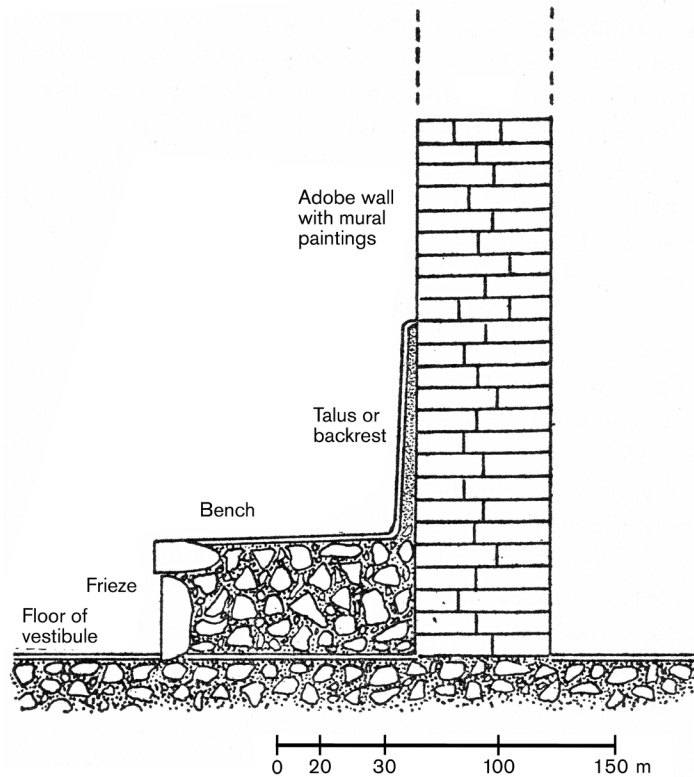 Adobe wall
with mural
paintings
Talus or
backrest
Bench
Frieze
Floor of
vestibule
0 20 30 100 150 m